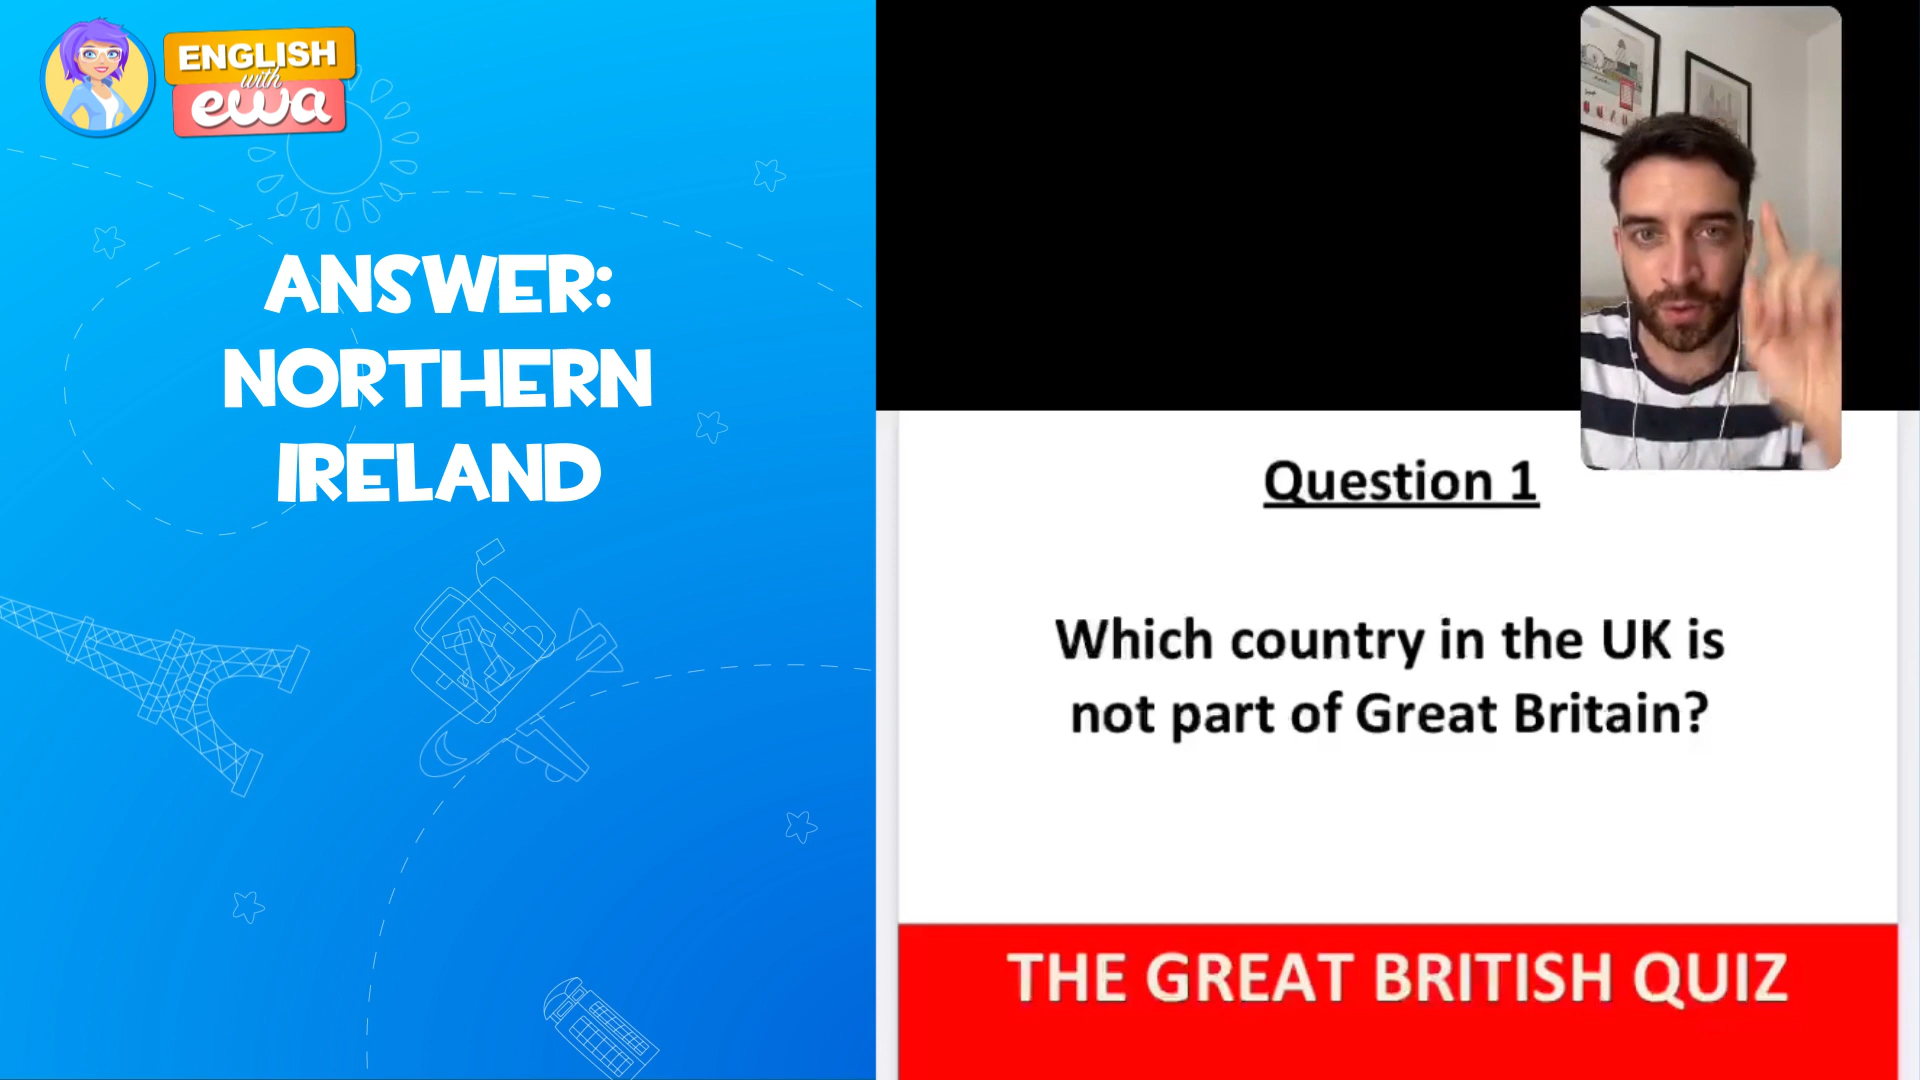 ENGLISH
with
ewa
ANSWER:
NORTHERN
IRELAND
Question 1
Which country in the UK is
not part of Great Britain?
THE GREAT BRITISH QUIZ